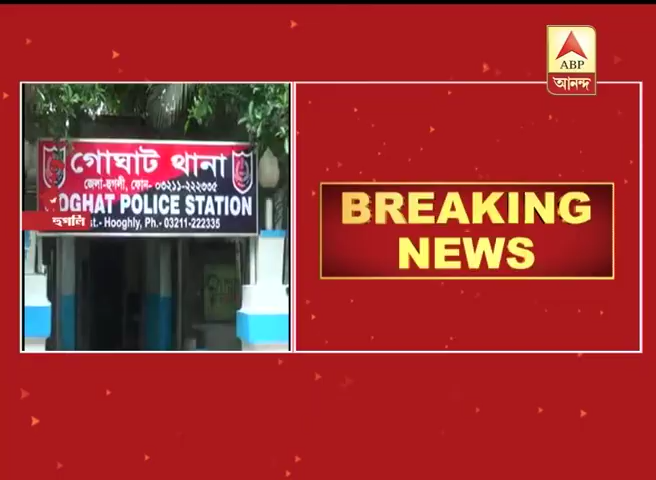 ABP
আনন্দ
গোঘাট থানা
জেলা-হুগলী, ফোন- ০৩২১১-২২২৩৩৫
OGHAT POLICE STATION
st.- Hooghly, Ph.- 03211-222335
হুগলি
BREAKING
NEWS